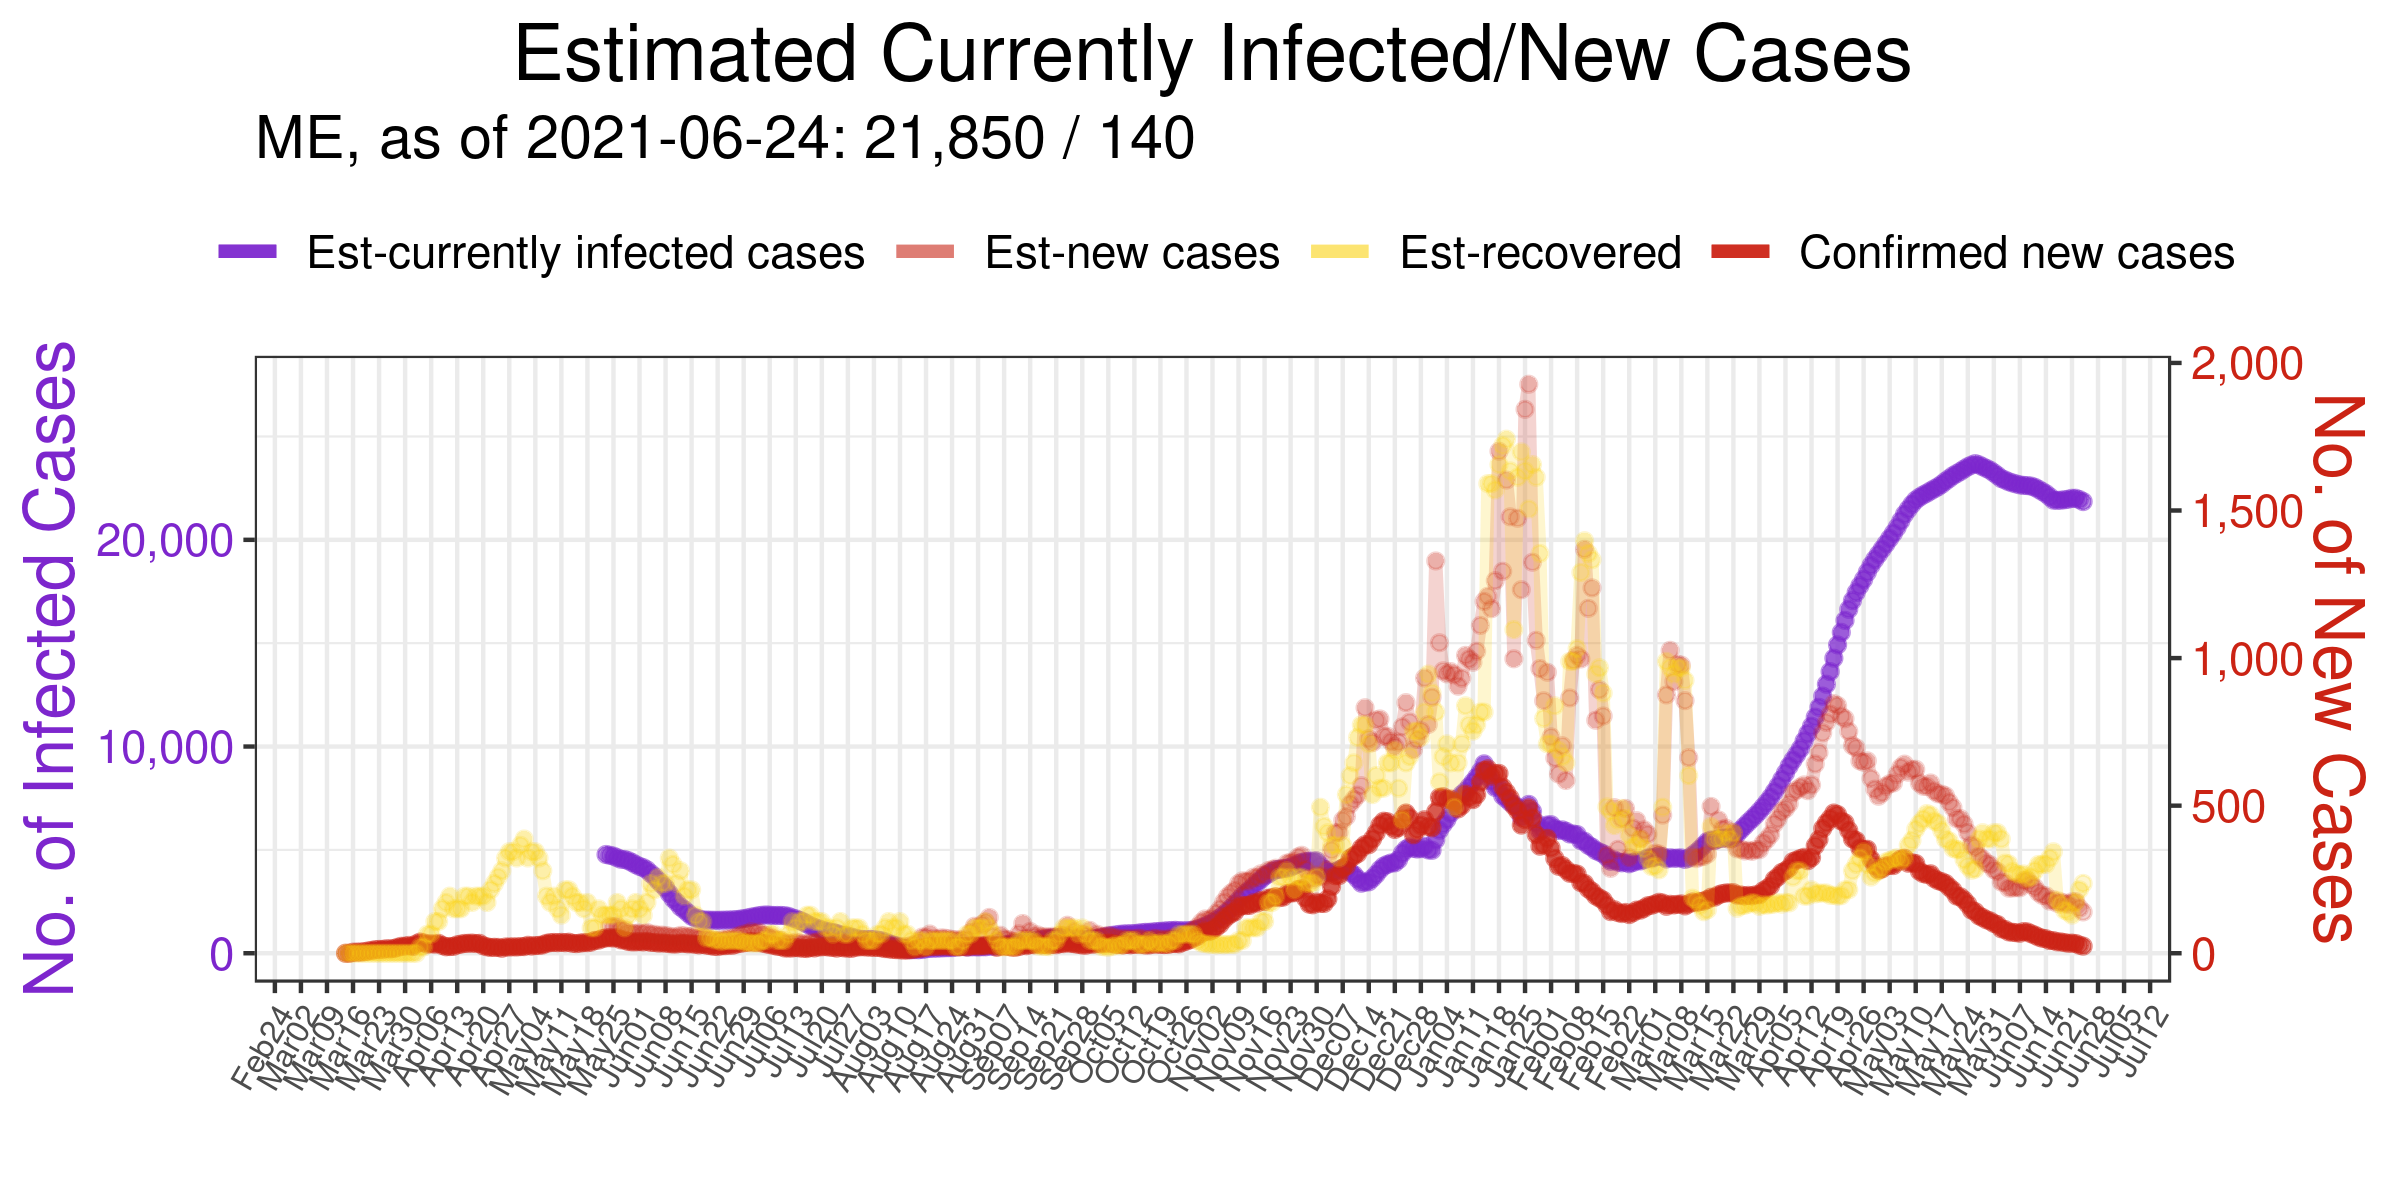 Estimated Currently Infected/New Cases
ME, as of 2021-06-24: 21,850 / 140
Est-currently infected cases Est-new cases Est-recovered Confirmed new cases
No. of Infected Cases
20,000
10,000
0
2,000
1,500
1,000
500
0
No. of New Cases
Feb24 Mar02 Mar09 Mar16 Mar23 Mar30 Apr06 Apr13 Apr20 Apr27 May04 May11 May18 May25 Jun01 Jun08 Jun15 Jun22 Jun29 Jul06 Jul13 Jul20 Jul27 Aug03 Aug10 Aug17 Aug24 Aug31 Sep07 Sep14 Sep21 Sep28 Oct05 Oct12 Oct19 Oct26 Nov02 Nov09 Nov16 Nov23 Nov30 Dec07 Dec14 Dec21 Dec28 Jan04 Jan11 Jan18 Jan25 Feb01 Feb08 Feb15 Feb22 Mar01 Mar08 Mar15 Mar22 Mar29 Apr05 Apr12 Apr19 Apr26 May03 May10 May17 May24 May31 Jun07 Jun14 Jun21 Jun28 Jul05 Jul12